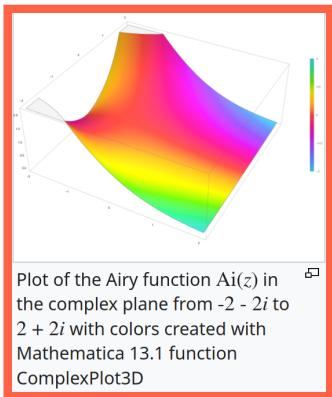 Plot of the Airy function Ai(z) in
the complex plane from -2 - 2i to
2 + 2i with colors created with
Mathematica 13.1 function
ComplexPlot3D